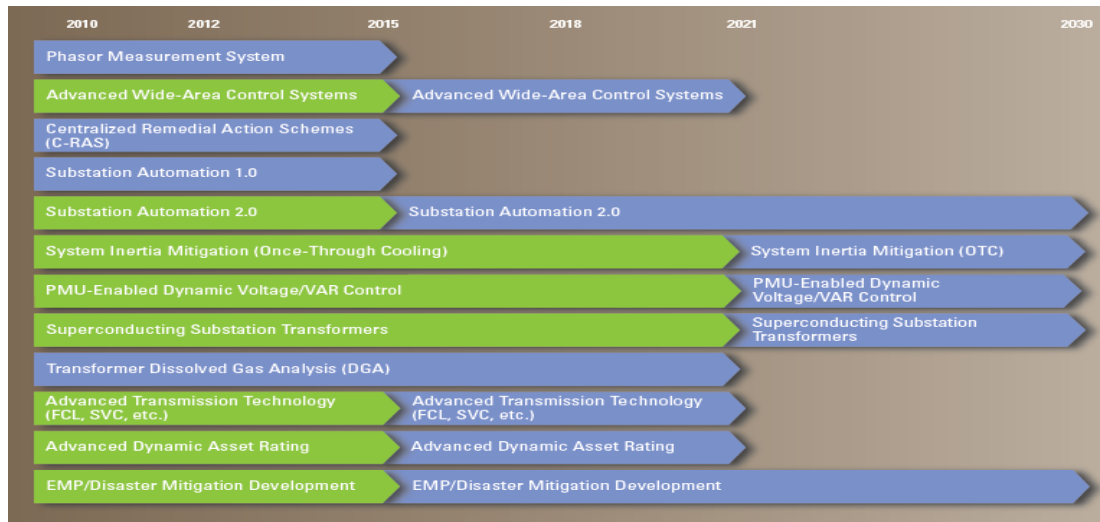 2010 2012 2015 2018 2021 2030
Phasor Measurement System
Advanced Wide-Area Control Systems Advanced Wide-Area Control Systems
Centralized Remedial Action Schemes
(C-RAS)
Substation Automation 1.0
Substation Automation 2.0 Substation Automation 2.0
System Inertia Mitigation (Once-Through Cooling) System Inertia Mitigation (OTC)
PMU-Enabled Dynamic Voltage/VAR Control PMU-Enabled Dynamic
Voltage/VAR Control
Superconducting Substation Transformers Superconducting Substation
Transformers
Transformer Dissolved Gas Analysis (DGA)
Advanced Transmission Technology Advanced Transmission Technology
(FCL, SVC, etc.) (FCL, SVC, etc.)
Advanced Dynamic Asset Rating Advanced Dynamic Asset Rating
EMP/Disaster Mitigation Development EMP/Disaster Mitigation Development